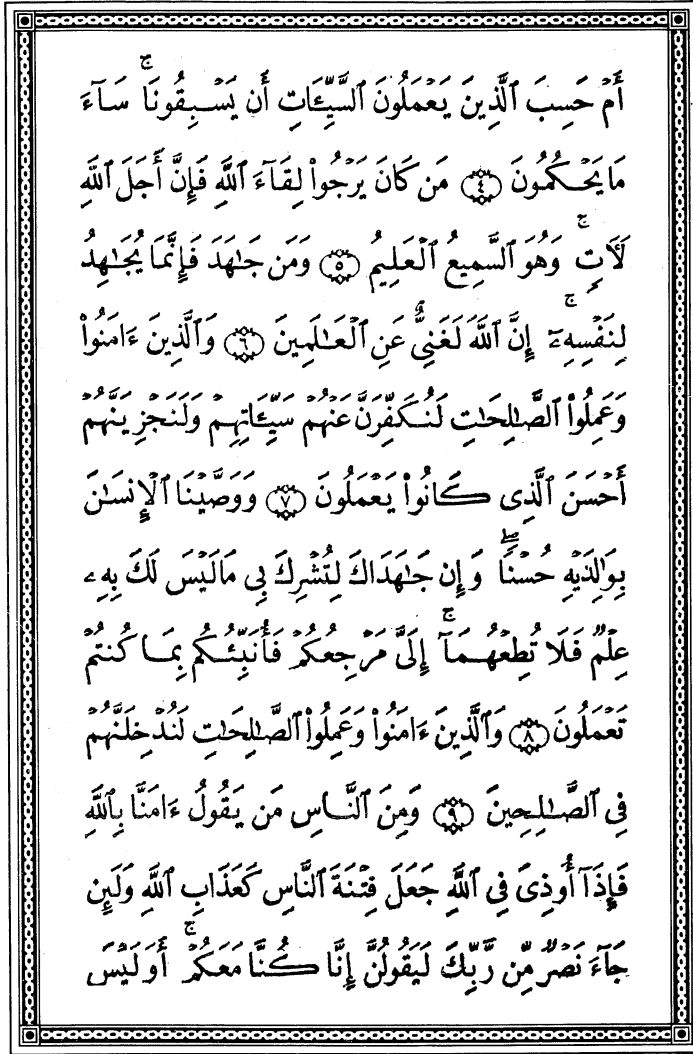 أَمْ حَسِبَ ٱلَّذِينَ يَعْمَلُونَ ٱلسَّيِّـَٔاتِ أَن يَسْبِقُونَا ۚ سَآءَ
مَا يَحْكُمُونَ ٤ مَن كَانَ يَرْجُوا۟ لِقَآءَ ٱللَّهِ فَإِنَّ أَجَلَ ٱللَّهِ
لَـَٔاتٍ ۚ وَهُوَ ٱلسَّمِيعُ ٱلْعَلِيمُ ٥ وَمَن جَـٰهَدَ فَإِنَّمَا يُجَـٰهِدُ
لِنَفْسِهِۦٓ ۚ إِنَّ ٱللَّهَ لَغَنِىٌّ عَنِ ٱلْعَـٰلَمِينَ ٦ وَٱلَّذِينَ ءَامَنُوا۟
وَعَمِلُوا۟ ٱلصَّـٰلِحَـٰتِ لَنُكَفِّرَنَّ عَنْهُمْ سَيِّـَٔاتِهِمْ وَلَنَجْزِيَنَّهُمْ
أَحْسَنَ ٱلَّذِى كَانُوا۟ يَعْمَلُونَ ٧ وَوَصَّيْنَا ٱلْإِنسَـٰنَ
بِوَٰلِدَيْهِ حُسْنًا ۖ وَإِن جَـٰهَدَاكَ لِتُشْرِكَ بِى مَا لَيْسَ لَكَ بِهِۦ
عِلْمٌ فَلَا تُطِعْهُمَآ ۚ إِلَىَّ مَرْجِعُكُمْ فَأُنَبِّئُكُم بِمَا كُنتُمْ
تَعْمَلُونَ ٨ وَٱلَّذِينَ ءَامَنُوا۟ وَعَمِلُوا۟ ٱلصَّـٰلِحَـٰتِ لَنُدْخِلَنَّهُمْ
فِى ٱلصَّـٰلِحِينَ ٩ وَمِنَ ٱلنَّاسِ مَن يَقُولُ ءَامَنَّا بِٱللَّهِ
فَإِذَآ أُوذِىَ فِى ٱللَّهِ جَعَلَ فِتْنَةَ ٱلنَّاسِ كَعَذَابِ ٱللَّهِ وَلَئِن
جَآءَ نَصْرٌ مِّن رَّبِّكَ لَيَقُولُنَّ إِنَّا كُنَّا مَعَكُمْ ۚ أَوَلَيْسَ